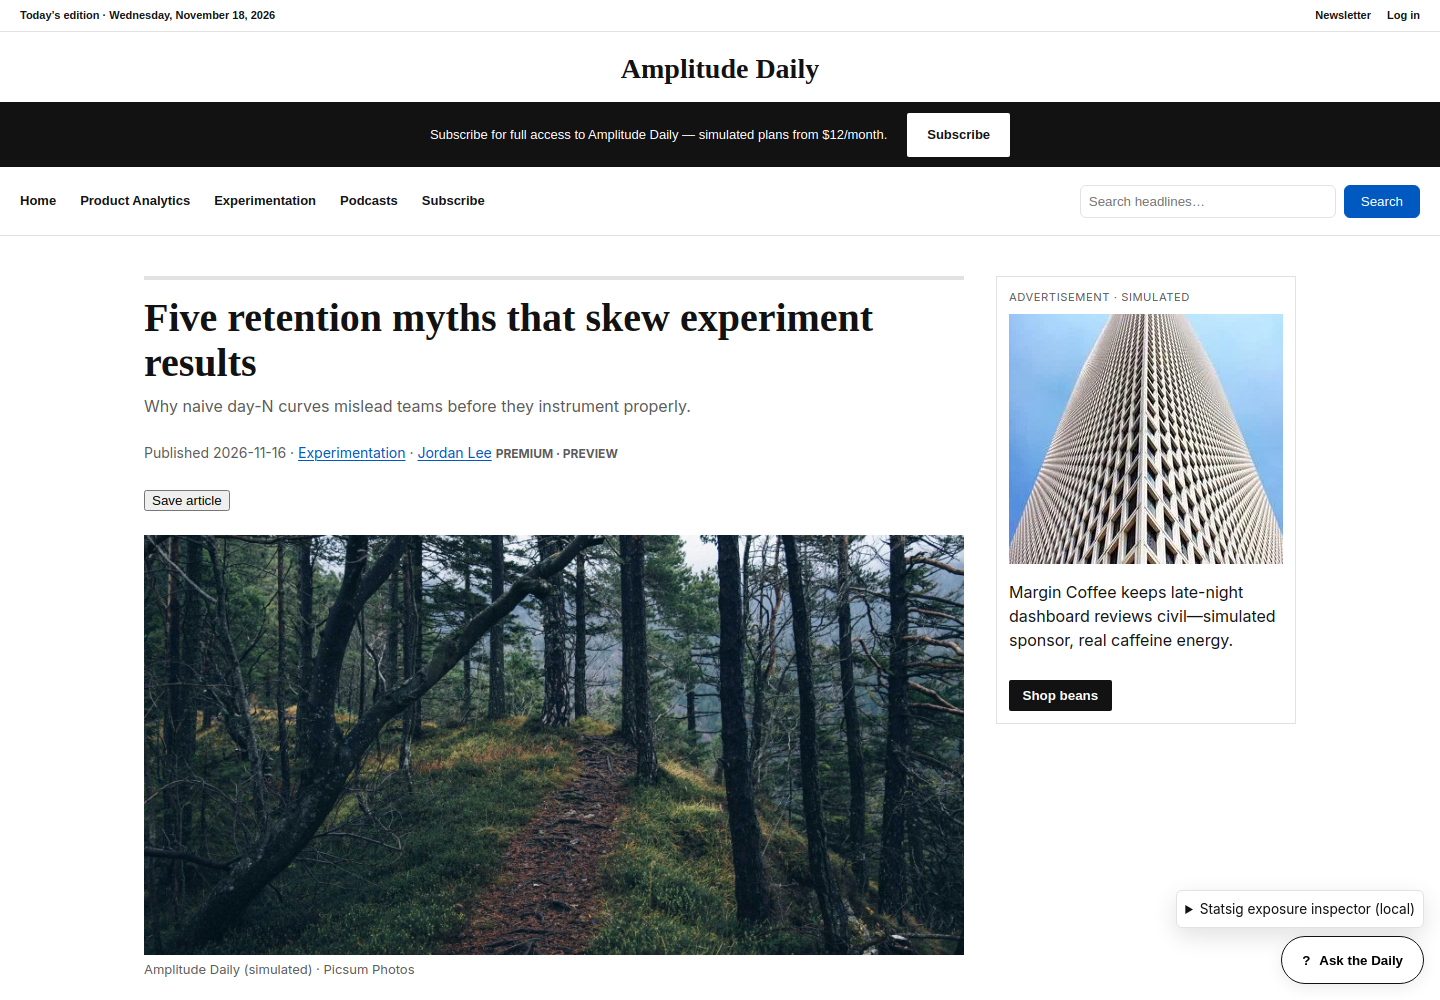 Today's edition · Wednesday, November 18, 2026
Newsletter Log in
Amplitude Daily
Subscribe for full access to Amplitude Daily — simulated plans from $12/month. Subscribe
Home Product Analytics Experimentation Podcasts Subscribe
Search headlines… Search
Five retention myths that skew experiment
results
Why naive day-N curves mislead teams before they instrument properly.
Published 2026-11-16 · Experimentation · Jordan Lee PREMIUM · PREVIEW
Save article
Amplitude Daily (simulated) · Picsum Photos
ADVERTISEMENT · SIMULATED
Margin Coffee keeps late-night
dashboard reviews civil—simulated
sponsor, real caffeine energy.
Shop beans
▶ Statsig exposure inspector (local)
? Ask the Daily